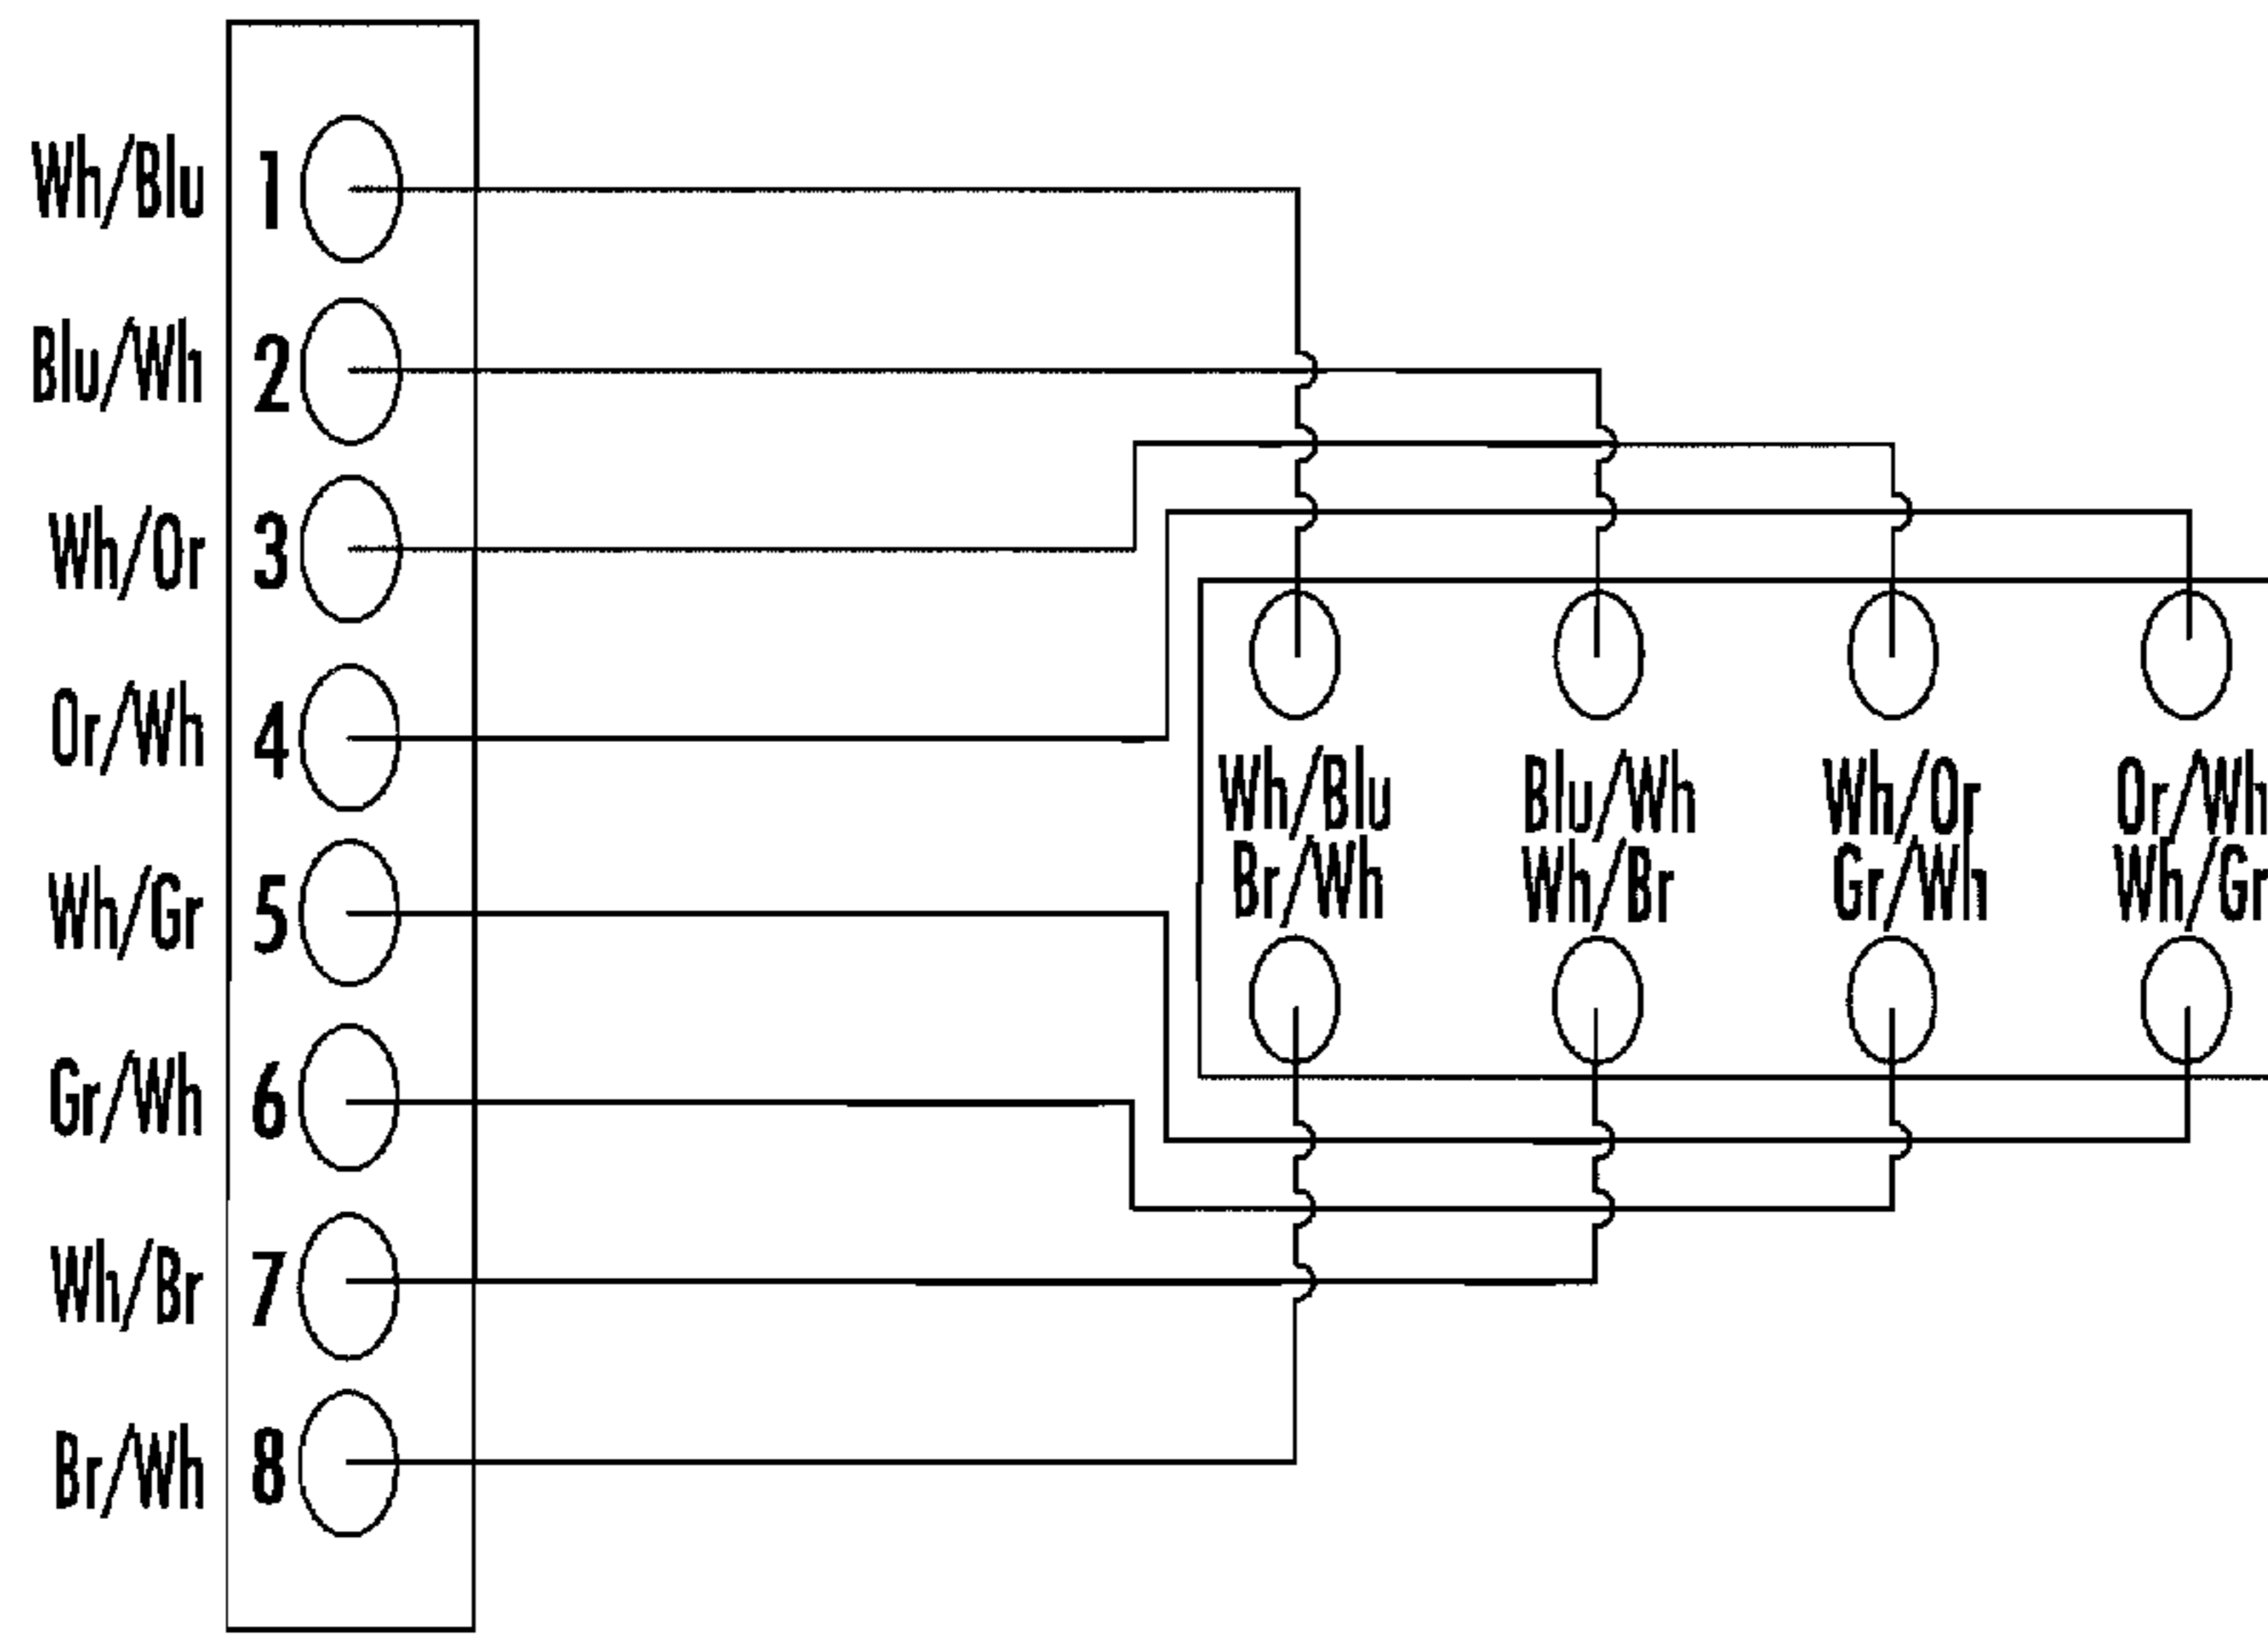 Wh/Blu 1
Blu/Wh 2
Wh/Or 3
Or/Wh 4
Wh/Gr 5
Gr/Wh 6
Wh/Br 7
Br/Wh 8
Wh/Blu Blu/Wh Wh/Or Or/Wh
Br/Wh Wh/Br Gr/Wh Wh/Gr